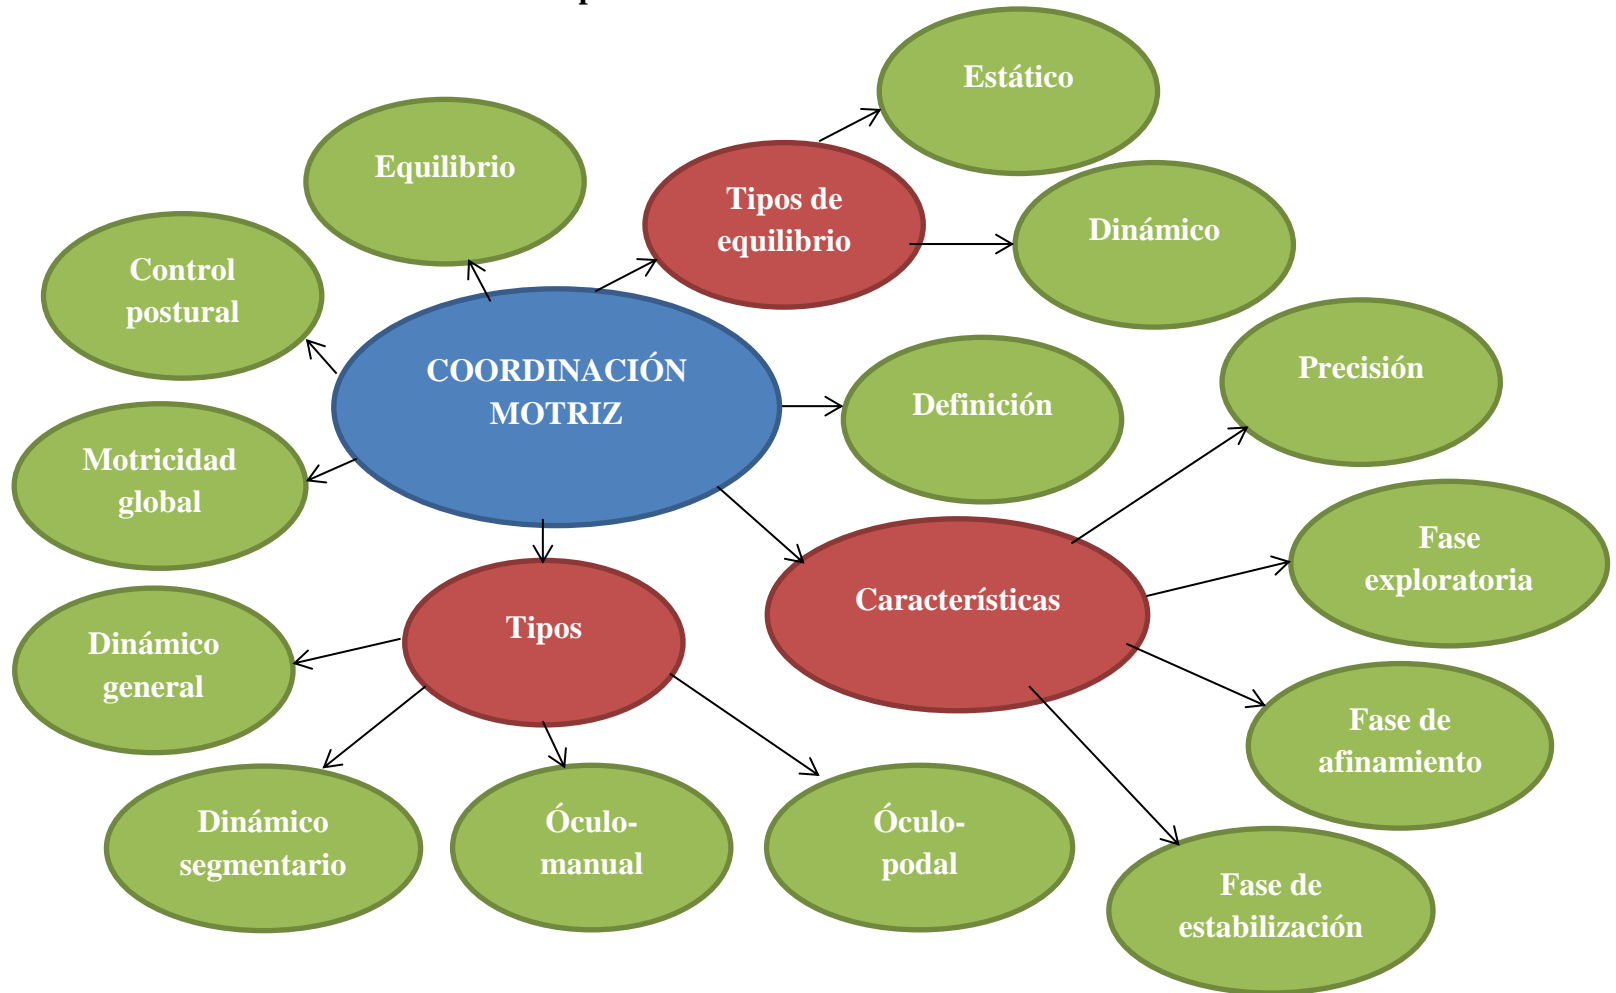 Estático
Equilibrio
Tipos de
equilibrio
Dinámico
Control
postural
COORDINACIÓN
MOTRIZ
Definición
Precisión
Motricidad
global
Fase
exploratoria
Características
Tipos
Dinámico
general
Fase de
afinamiento
Dinámico
segmentario
Óculo-
manual
Óculo-
podal
Fase de
estabilización